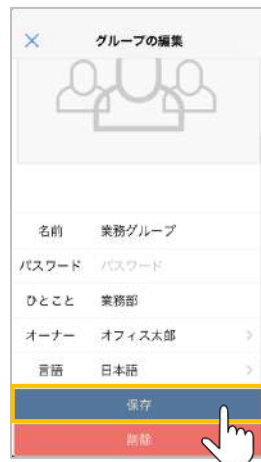 × グループの編集
名前 業務グループ
パスワード パスワード
ひとこと 業務部
オーナー オフィス太郎 >
言語 日本語 >
保存
削除